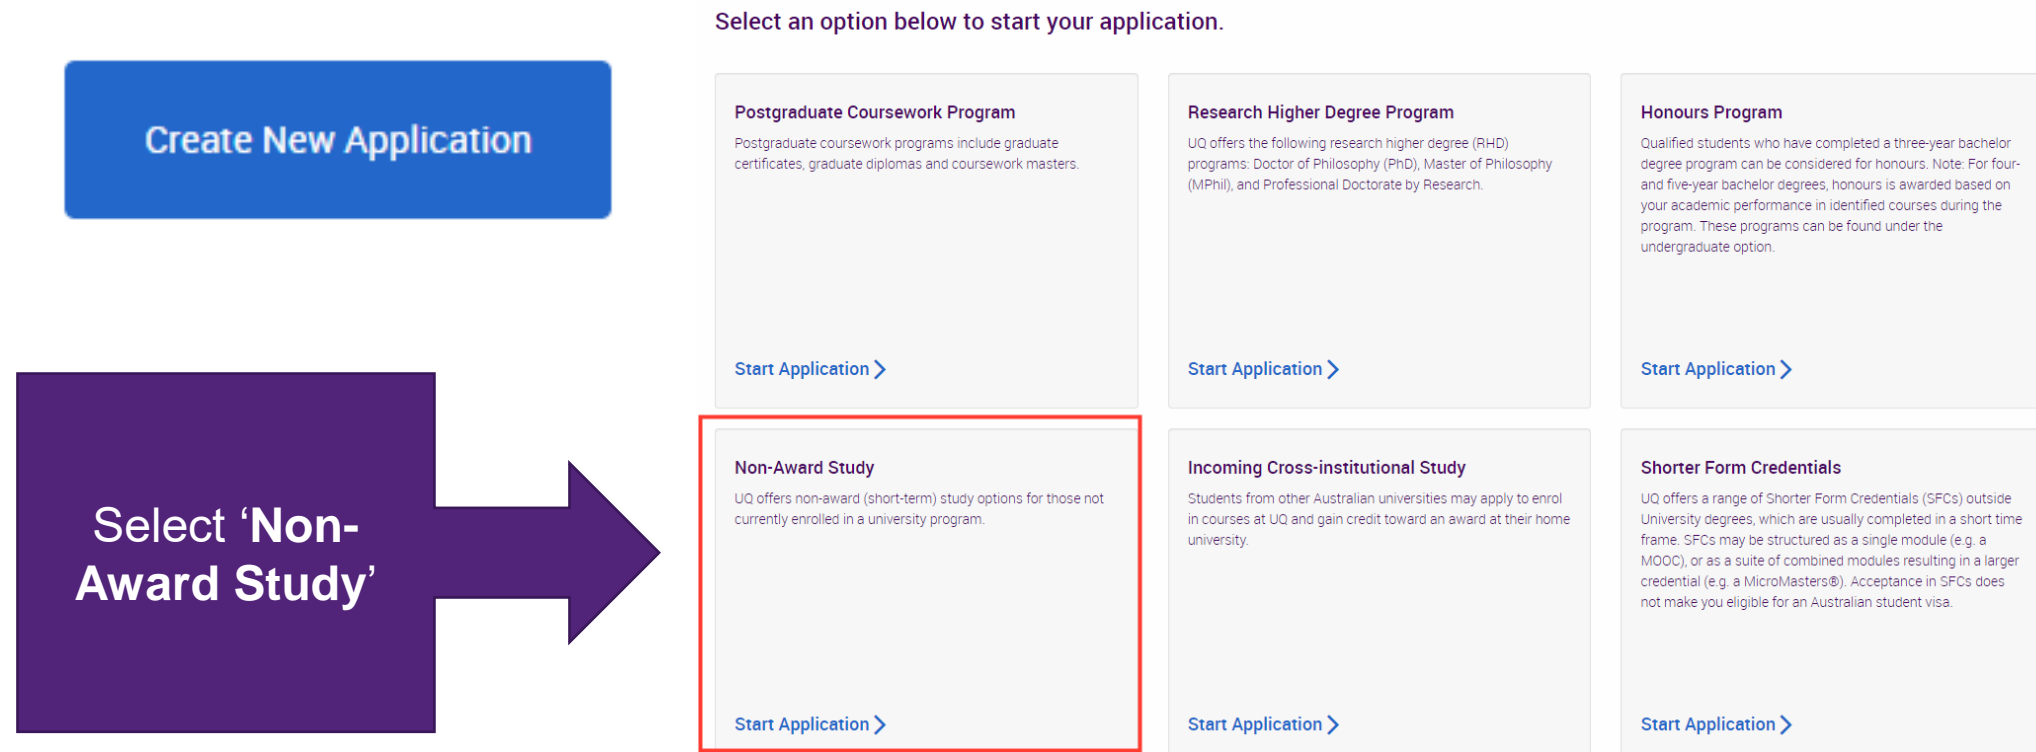 Create New Application
Select 'Non-
Award Study'
Select an option below to start your application.
Postgraduate Coursework Program
Postgraduate coursework programs include graduate
certificates, graduate diplomas and coursework masters.
Start Application
Research Higher Degree Program
UQ offers the following research higher degree (RHD)
programs: Doctor of Philosophy (PhD), Master of Philosophy
(MPhil), and Professional Doctorate by Research.
Start Application
Honours Program
Qualified students who have completed a three-year bachelor
degree program can be considered for honours. Note: For four-
and five-year bachelor degrees, honours is awarded based on
your academic performance in identified courses during the
program. These programs can be found under the
undergraduate option.
Start Application
Non-Award Study
UQ offers non-award (short-term) study options for those not
currently enrolled in a university program.
Start Application
Incoming Cross-institutional Study
Students from other Australian universities may apply to enrol
in courses at UQ and gain credit toward an award at their home
university.
Start Application
Shorter Form Credentials
UQ offers a range of Shorter Form Credentials (SFCs) outside
University degrees, which are usually completed in a short time
frame. SFCs may be structured as a single module (e.g. a
MOOC), or as a suite of combined modules resulting in a larger
credential (e.g. a MicroMasters®). Acceptance in SFCs does
not make you eligible for an Australian student visa.
Start Application